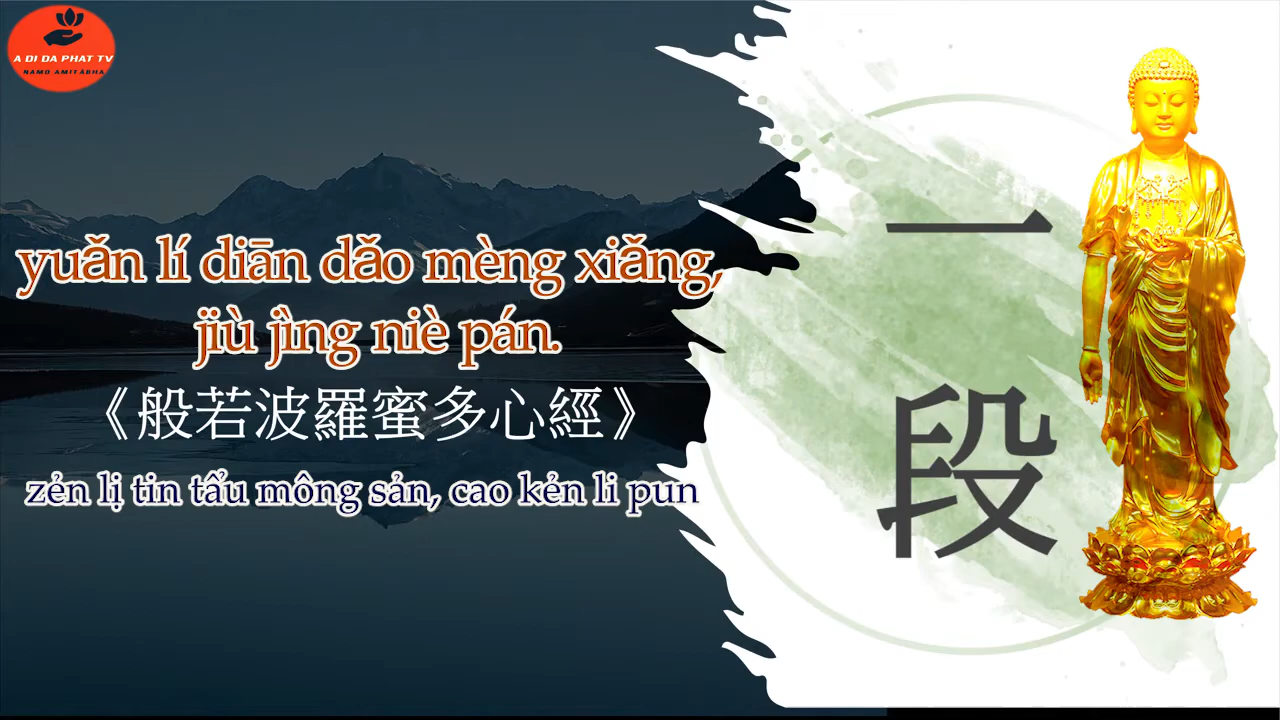 A DI DA PHAT TV
NAMO AMITÀBHA
yuǎn lí diān dǎo mèng xiǎng,
jiù jìng niè pán.
《般若波羅蜜多心經》
zẻn lị tin tẩu mông sản, cao kẻn li pun
一
段